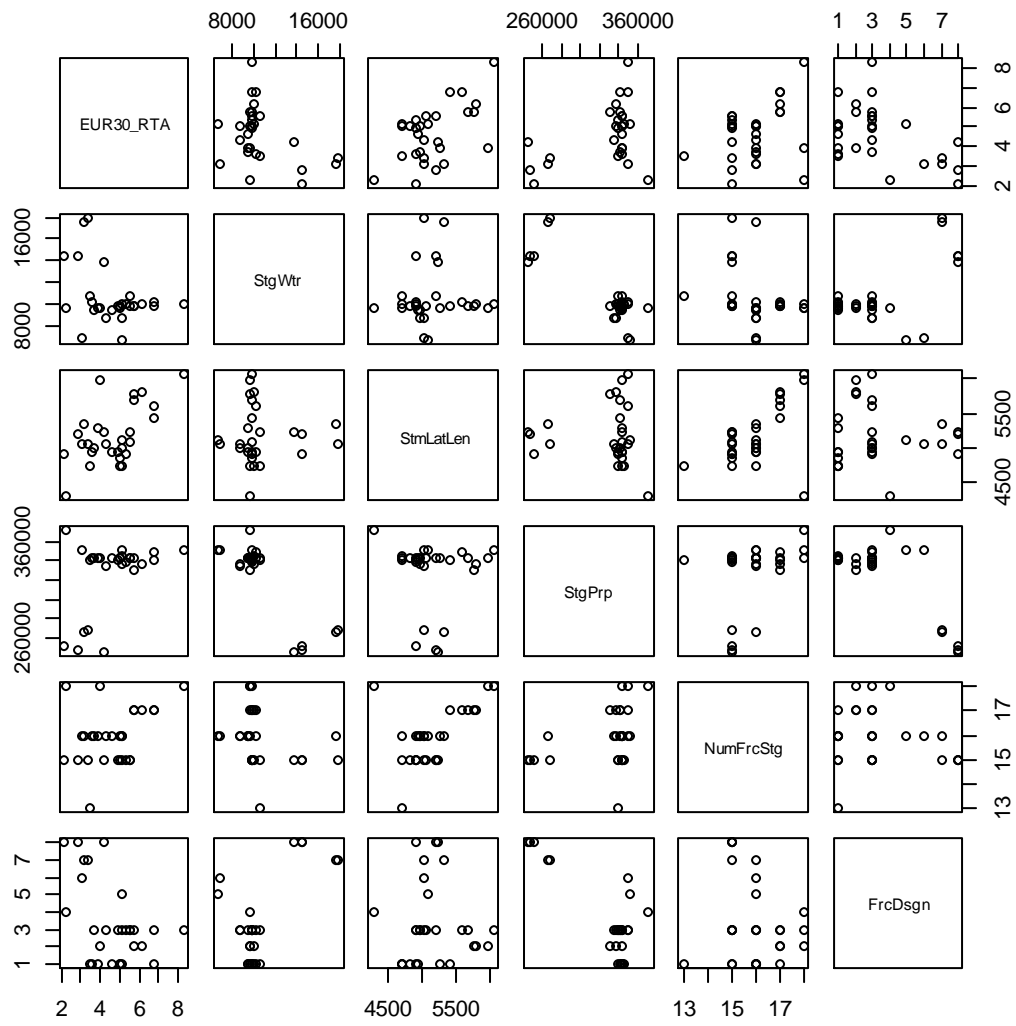 8000 16000 260000 360000 1 3 5 7
EUR30_RTA
2 4 6 8
8000 16000
StgWtr
StmLatLen
4500 5500
260000 360000
StgPrp
NumFrcStg
13 15 17
1 3 5 7
FrcDsgn
2 4 6 8 4500 5500 13 15 17